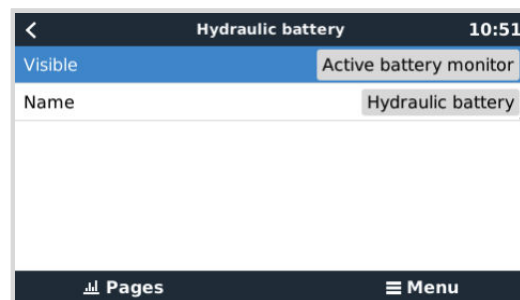 Hydraulic battery 10:51
Visible Active battery monitor
Name Hydraulic battery
Pages Menu